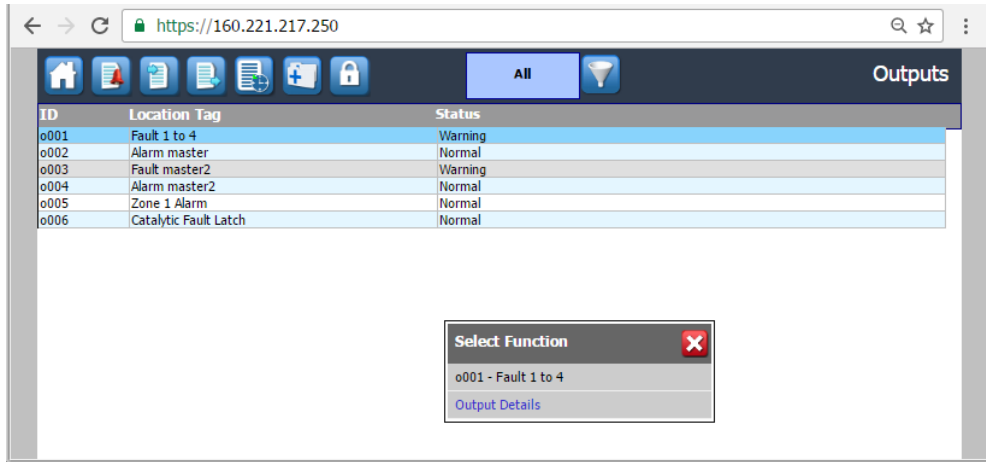 https://160.221.217.250
All
Outputs
ID Location Tag Status
o001 Fault 1 to 4 Warning
o002 Alarm master Normal
o003 Fault master2 Warning
o004 Alarm master2 Normal
o005 Zone 1 Alarm Normal
o006 Catalytic Fault Latch Normal
Select Function
o001 - Fault 1 to 4
Output Details